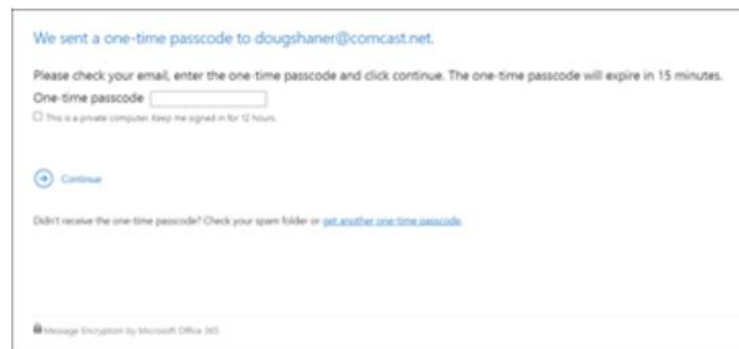 We sent a one-time passcode to dougshaner@comcast.net.
Please check your email, enter the one-time passcode and click continue. The one-time passcode will expire in 15 minutes.
One-time passcode
This is a private computer. Keep me signed in for 12 hours.
Continue
Didn't receive the one-time passcode? Check your spam folder or get another one-time passcode.
Message Encryption by Microsoft Office 365